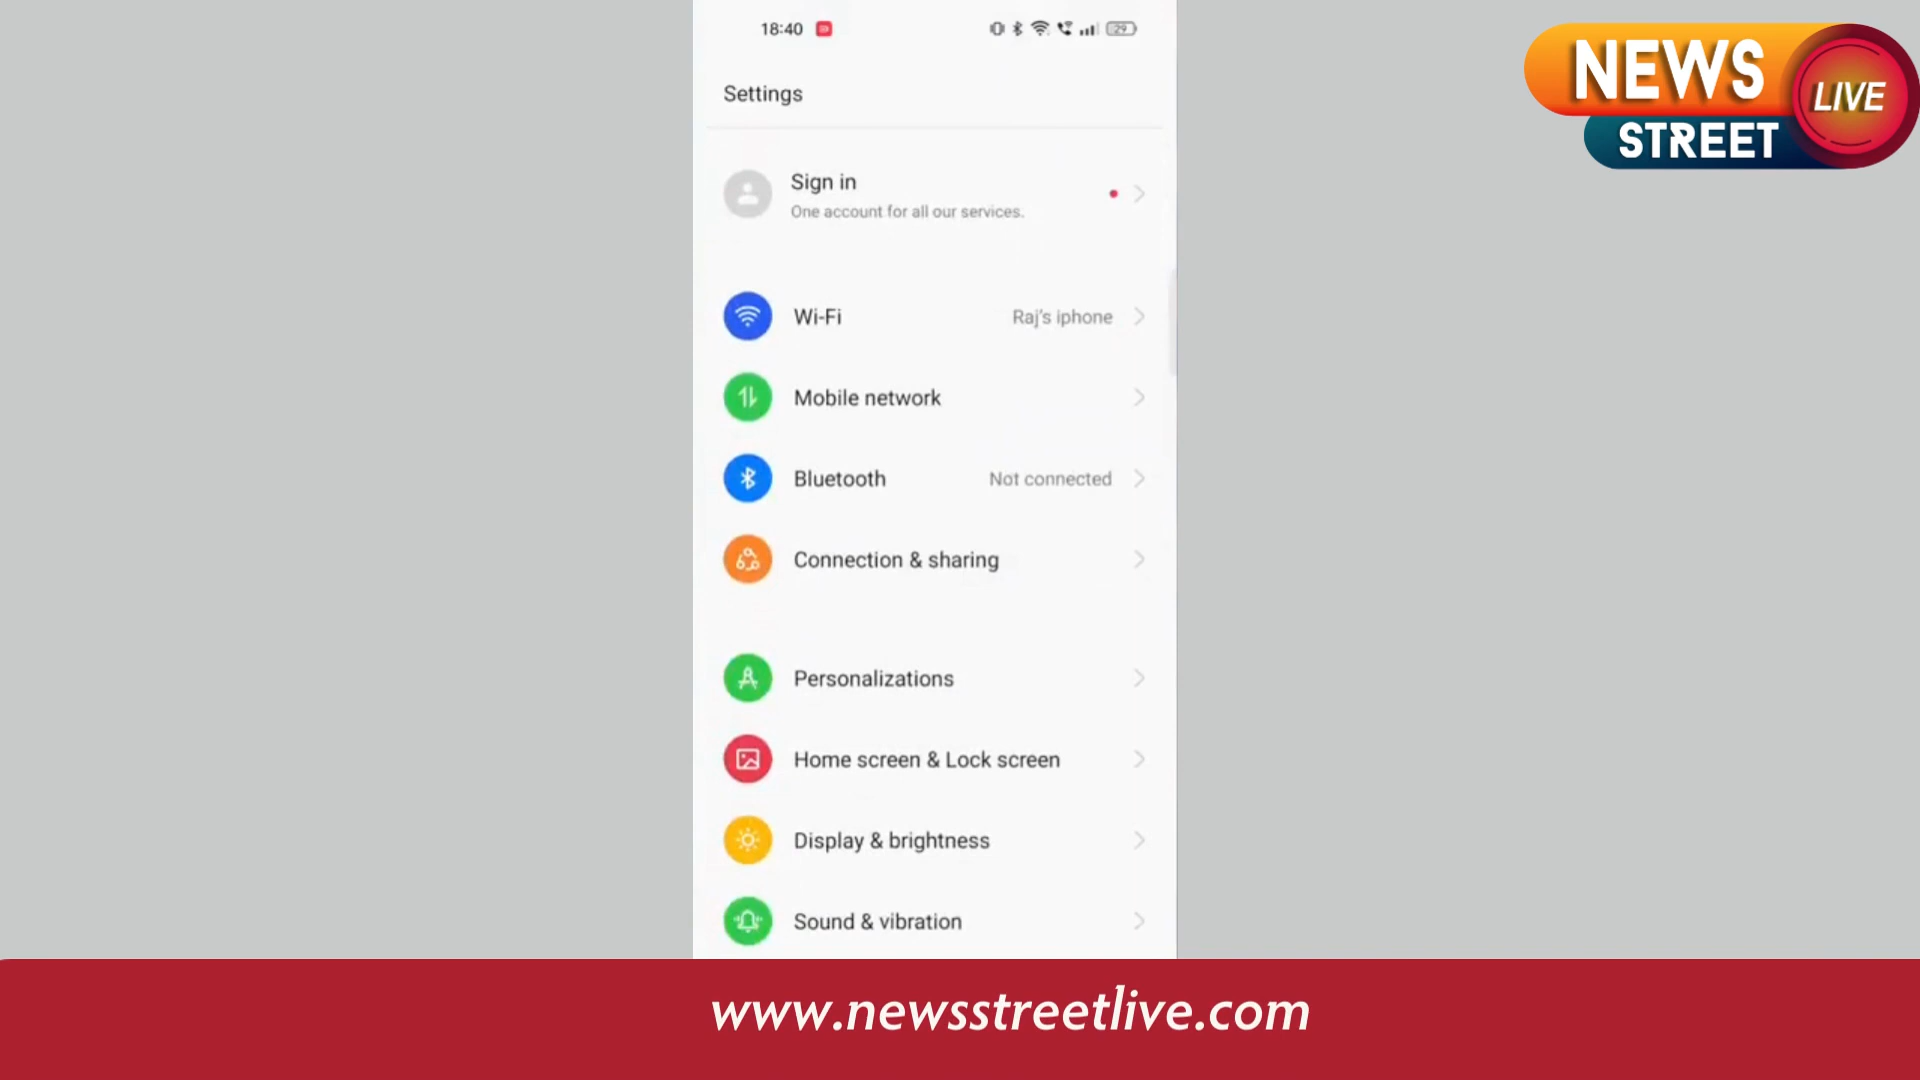 18:40
29
NEWS
LIVE
STREET
Settings
Sign in
One account for all our services.
Wi-Fi
Raj's iphone
Mobile network
Bluetooth
Not connected
Connection & sharing
Personalizations
Home screen & Lock screen
Display & brightness
Sound & vibration
www.newsstreetlive.com